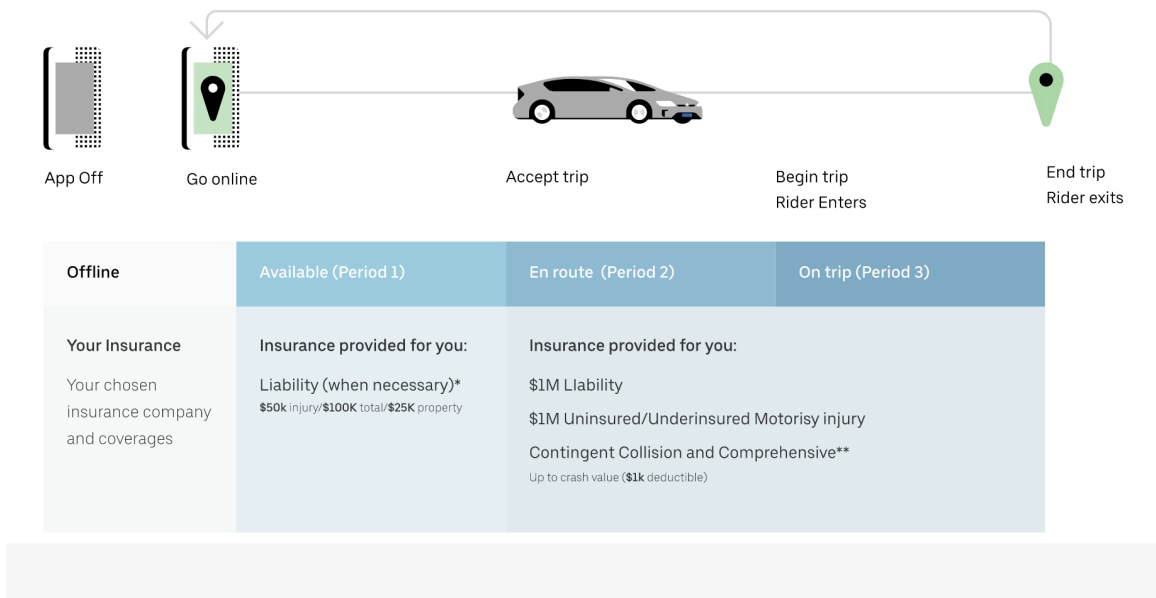 App Off
Go online
Accept trip
Begin trip
Rider Enters
End trip
Rider exits
Offline
Available (Period 1)
En route (Period 2)
On trip (Period 3)
Your Insurance
Your chosen
insurance company
and coverages
Insurance provided for you:
Liability (when necessary)*
$50k injury/$100K total/$25K property
Insurance provided for you:
$1M LIability
$1M Uninsured/Underinsured Motorisy injury
Contingent Collision and Comprehensive**
Up to crash value ($1k deductible)